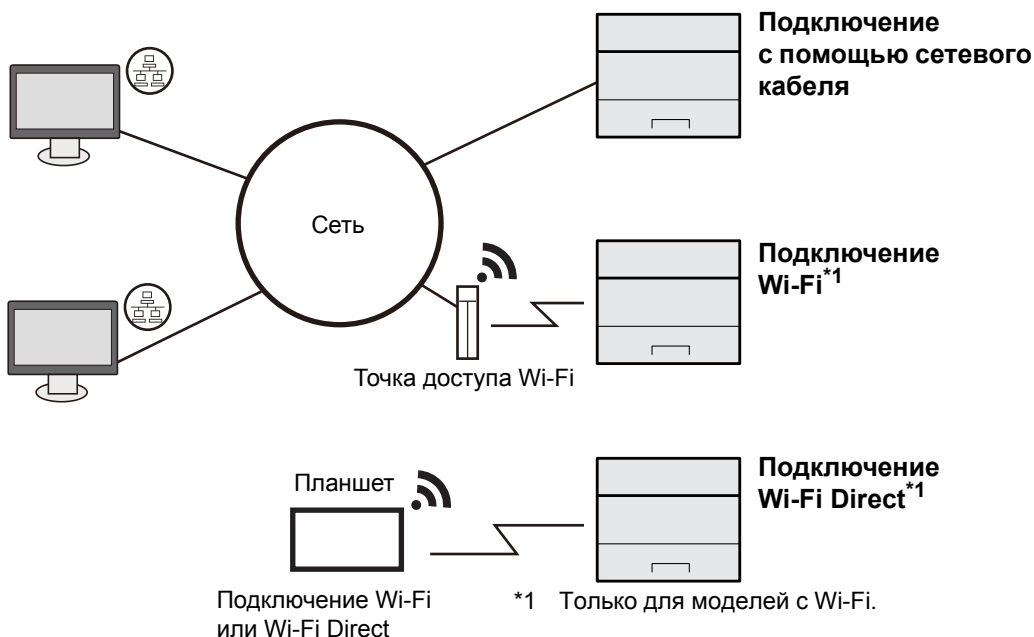 Подключение
с помощью сетевого
кабеля
Сеть
Подключение
Wi-Fi*1
Точка доступа Wi-Fi
Подключение
Wi-Fi Direct*1
Планшет
Подключение Wi-Fi
или Wi-Fi Direct
*1 Только для моделей с Wi-Fi.